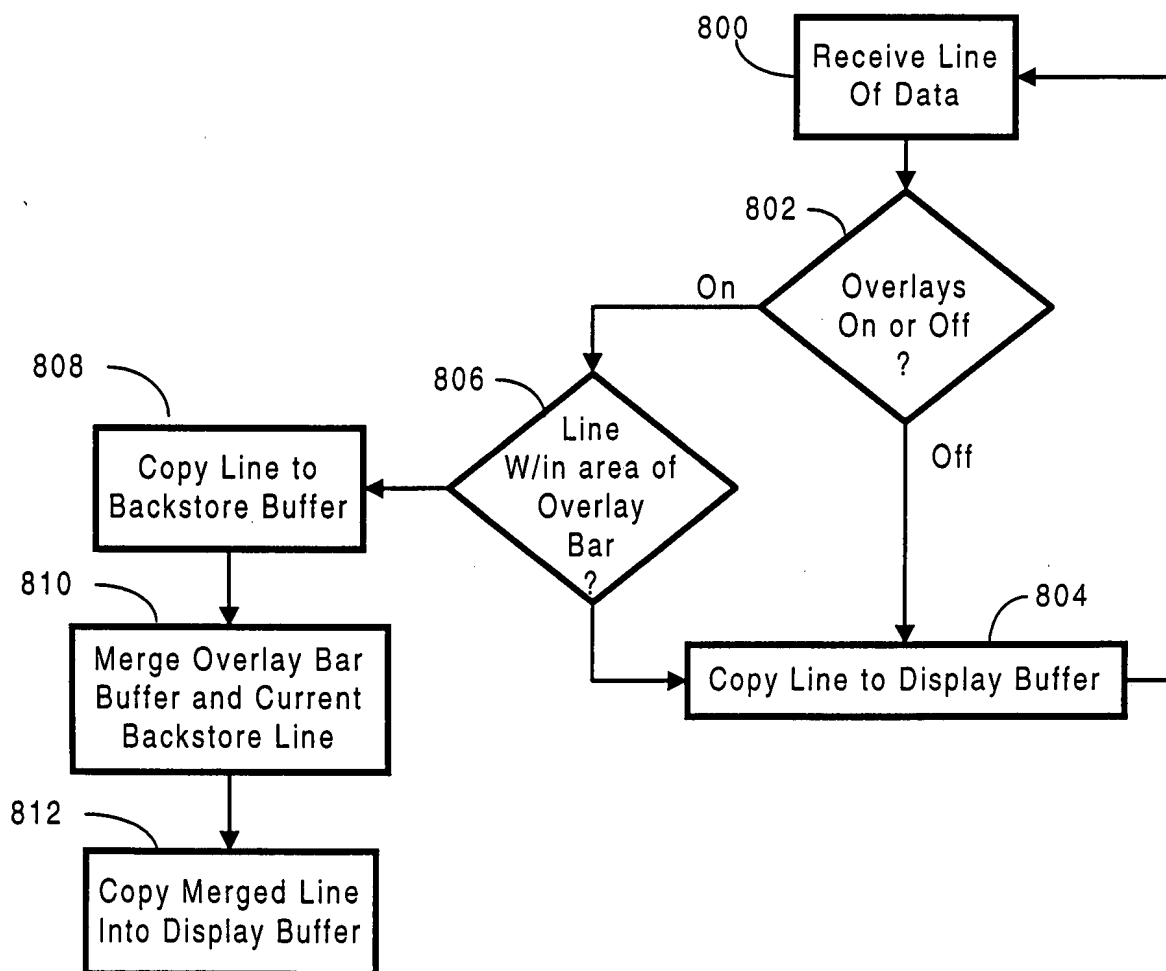 800
Receive Line
Of Data
802
Overlays
On or Off
?
On
Off
806
Line
W/in area of
Overlay
Bar
?
808
Copy Line to
Backstore Buffer
804
Copy Line to Display Buffer
810
Merge Overlay Bar
Buffer and Current
Backstore Line
812
Copy Merged Line
Into Display Buffer